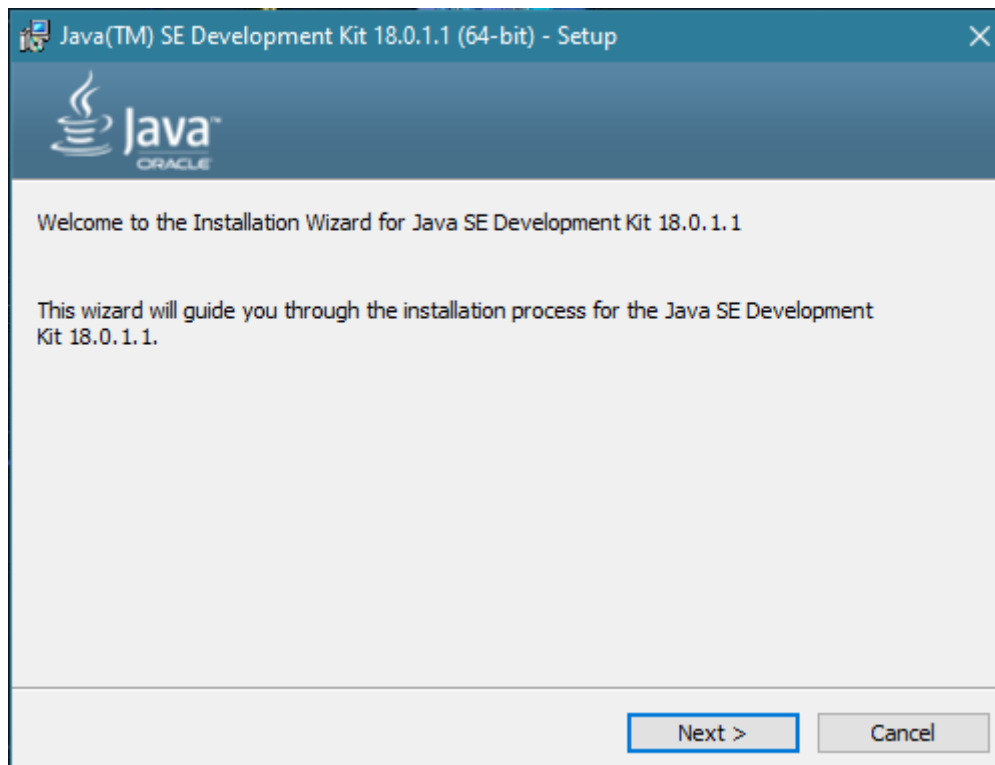 Java(TM) SE Development Kit 18.0.1.1 (64-bit) - Setup
Java™
ORACLE
Welcome to the Installation Wizard for Java SE Development Kit 18.0.1.1
This wizard will guide you through the installation process for the Java SE Development
Kit 18.0.1.1.
Next >
Cancel